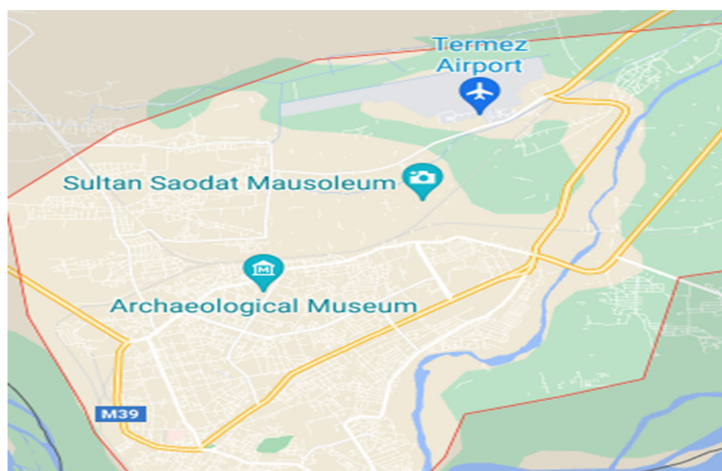 Termez
Airport
Sultan Saodat Mausoleum
Archaeological Museum
M39